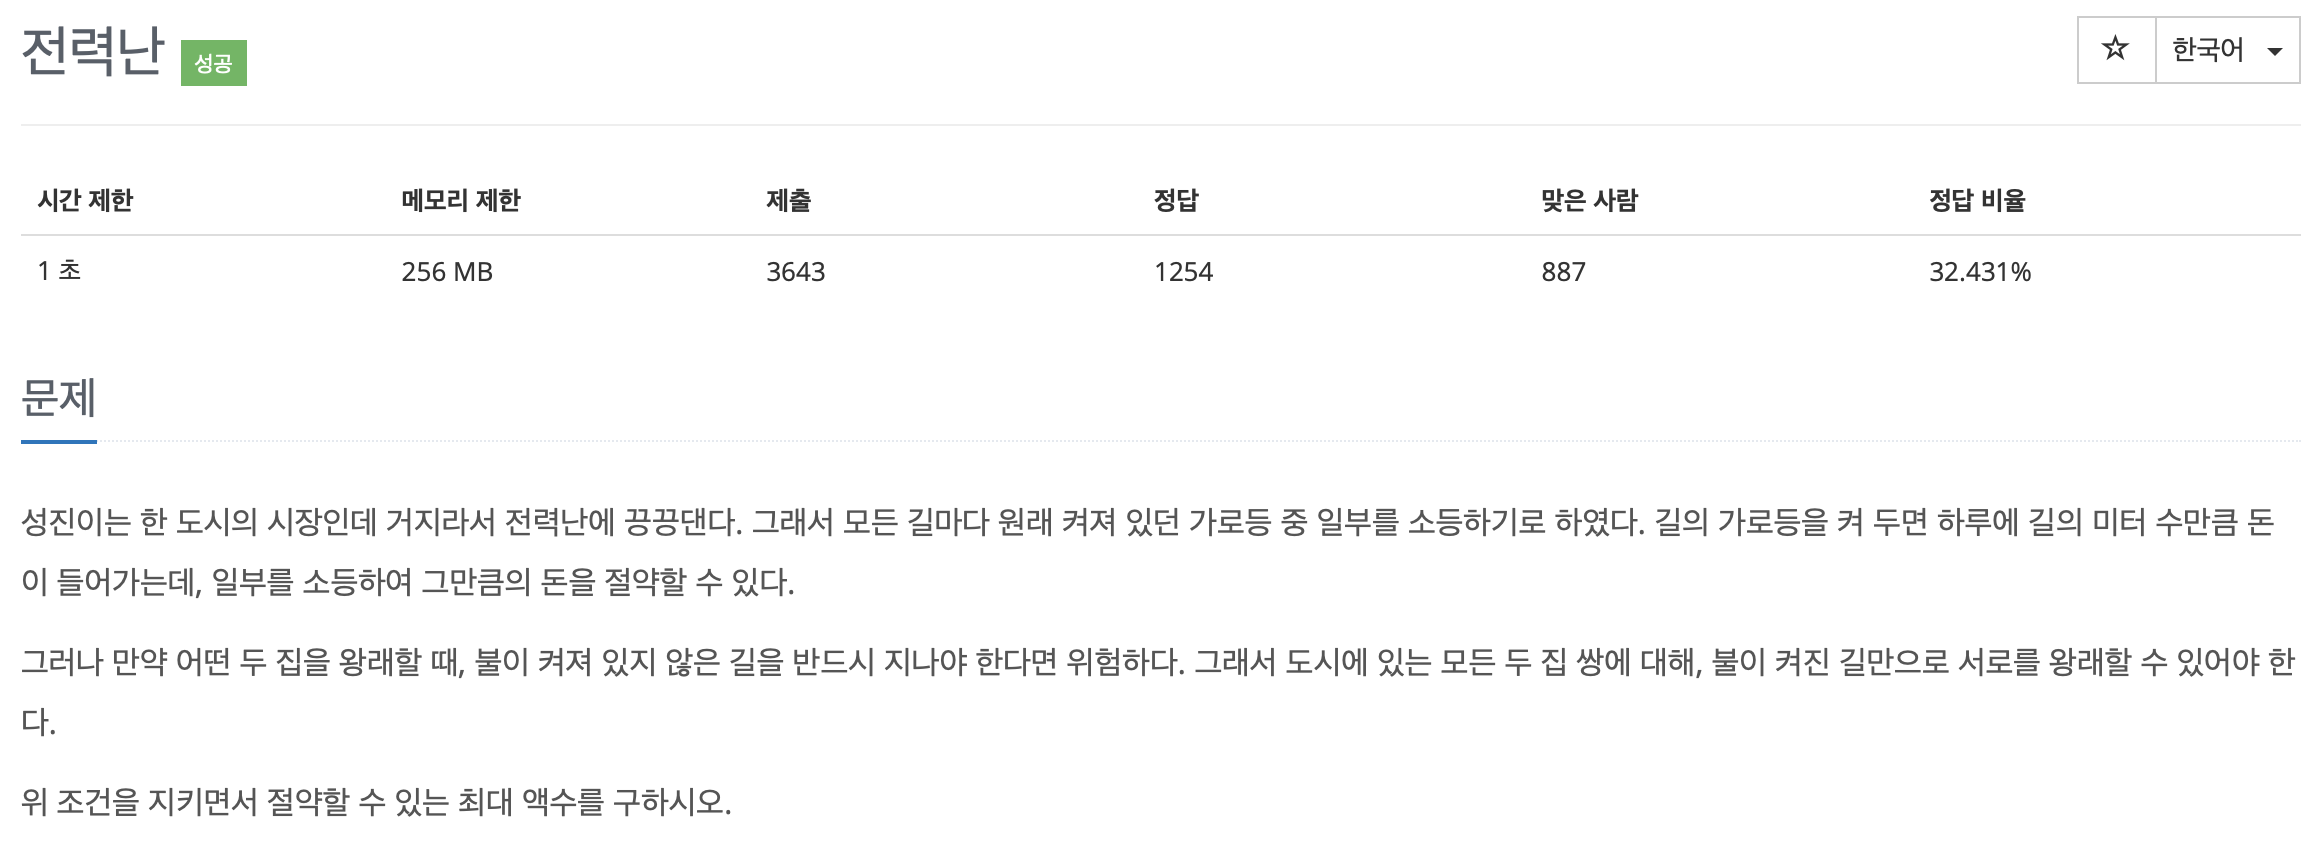 전력난 성공 ☆ 한국어
시간 제한 메모리 제한 제출 정답 맞은 사람 정답 비율
1 초 256 MB 3643 1254 887 32.431%
문제
성진이는 한 도시의 시장인데 거지라서 전력난에 끙끙댄다. 그래서 모든 길마다 원래 켜져 있던 가로등 중 일부를 소등하기로 하였다. 길의 가로등을 켜 두면 하루에 길의 미터 수만큼 돈
이 들어가는데, 일부를 소등하여 그만큼의 돈을 절약할 수 있다.
그러나 만약 어떤 두 집을 왕래할 때, 불이 켜져 있지 않은 길을 반드시 지나야 한다면 위험하다. 그래서 도시에 있는 모든 두 집 쌍에 대해, 불이 켜진 길만으로 서로를 왕래할 수 있어야 한
다.
위 조건을 지키면서 절약할 수 있는 최대 액수를 구하시오.